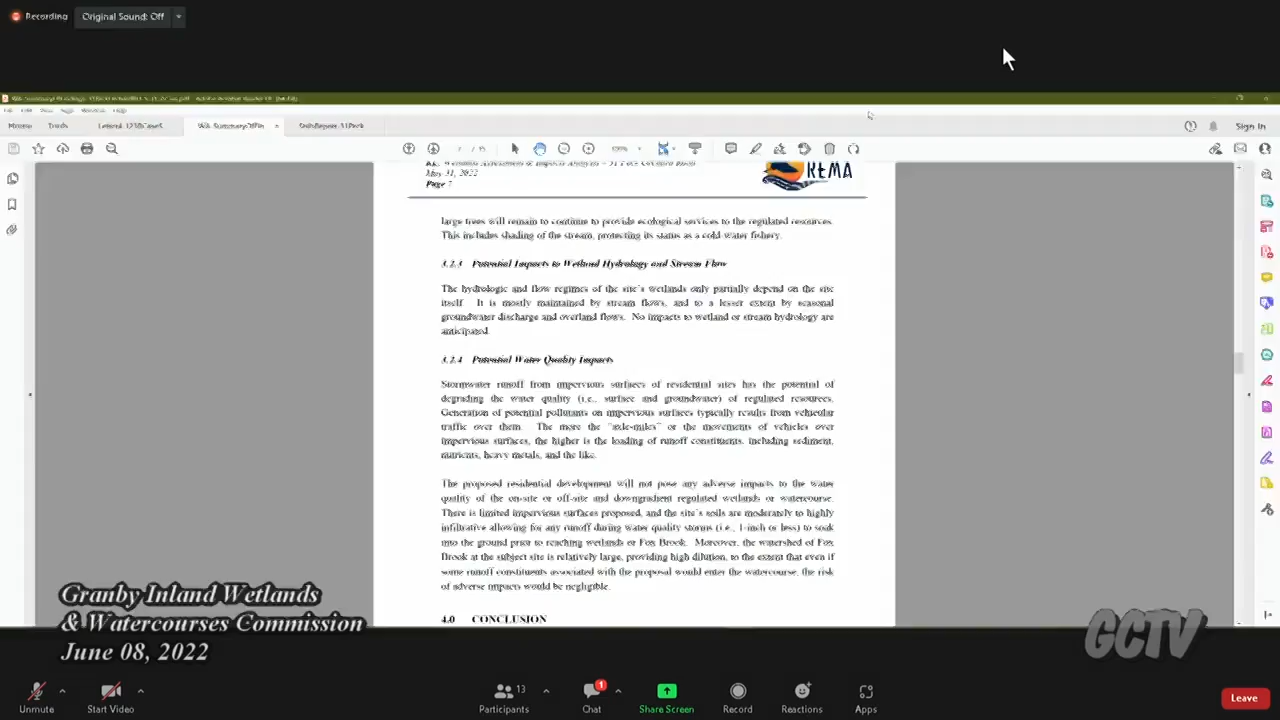 Recording
Original Sound: Off
Home Tools
Sign In
May 31, 2022
Page 7
REMA
large trees will remain to continue to provide ecological services to the regulated resources.
This includes shading of the stream, protecting its status as a cold water fishery.
3.2.3 Potential Impacts to Wetland Hydrology and Stream Flow
The hydrologic and flow regimes of the site's wetlands only partially depend on the site
itself. It is mostly maintained by stream flows, and to a lesser extent by seasonal
groundwater discharge and overland flows. No impacts to wetland or stream hydrology are
anticipated.
3.2.4 Potential Water Quality Impacts
Stormwater runoff from impervious surfaces of residential sites has the potential of
degrading the water quality (i.e., surface and groundwater) of regulated resources.
Generation of potential pollutants on impervious surfaces typically results from vehicular
traffic over them. The more the "axle-miles" or the movements of vehicles over
impervious surfaces, the higher is the loading of runoff constituents, including sediment,
nutrients, heavy metals, and the like.
The proposed residential development will not pose any adverse impacts to the water
quality of the on-site or off-site and downgradient regulated wetlands or watercourse.
There is limited impervious surfaces proposed, and the site's soils are moderately to highly
infiltrative allowing for any runoff during water quality storms (i.e., 1-inch or less) to soak
into the ground prior to reaching wetlands or Fox Brook. Moreover, the watershed of Fox
Brook at the subject site is relatively large, providing high dilution, to the extent that even if
some runoff constituents associated with the proposal would enter the watercourse, the risk
of adverse impacts would be negligible.
4.0 CONCLUSION
Granby Inland Wetlands
& Watercourses Commission
June 08, 2022
GCTV
Unmute
Start Video
13
Participants
1
Chat
Share Screen
Record
Reactions
Apps
Leave